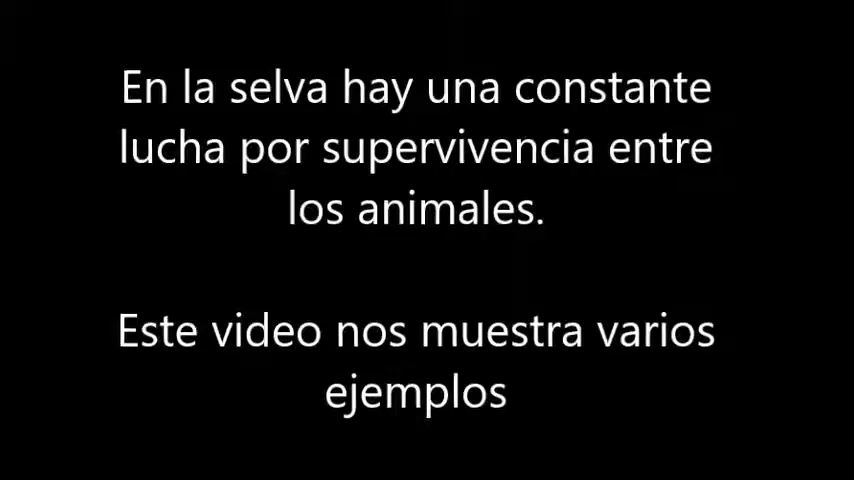 En la selva hay una constante
lucha por supervivencia entre
los animales.
Este video nos muestra varios
ejemplos